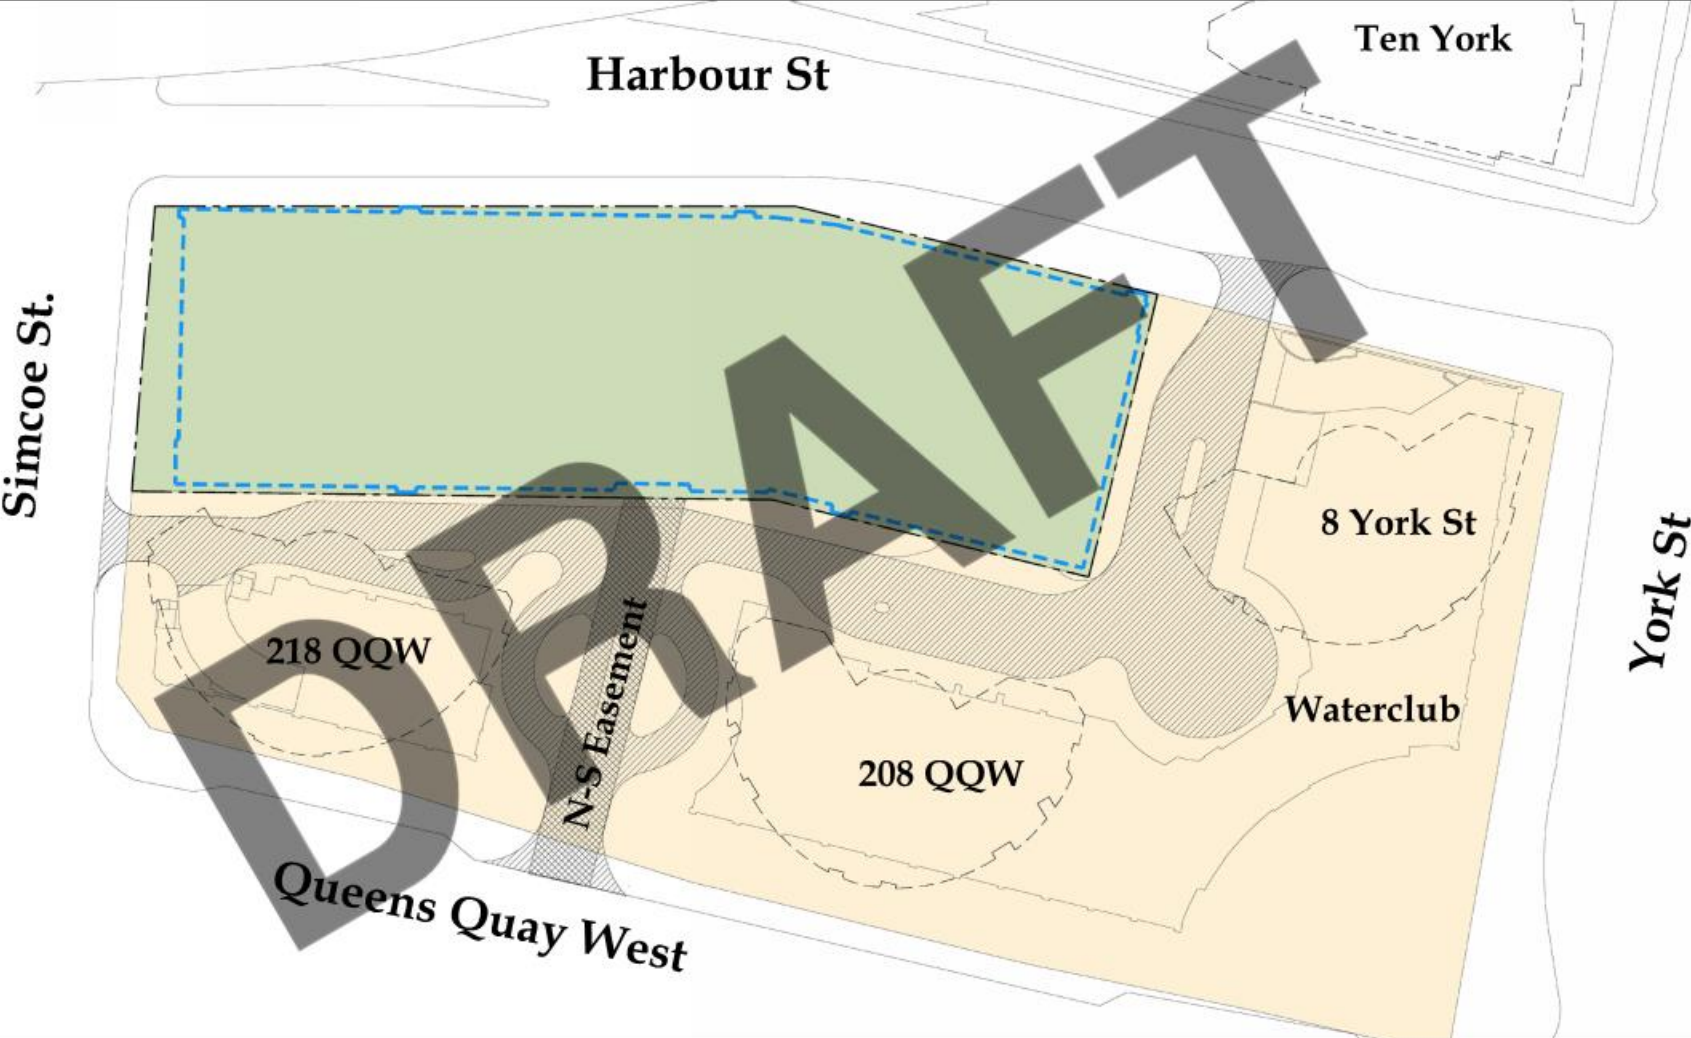 Ten York
Harbour St
Simcoe St.
8 York St
York St
218 QQW
N-S Easement
Waterclub
208 QQW
Queens Quay West
DRAFT